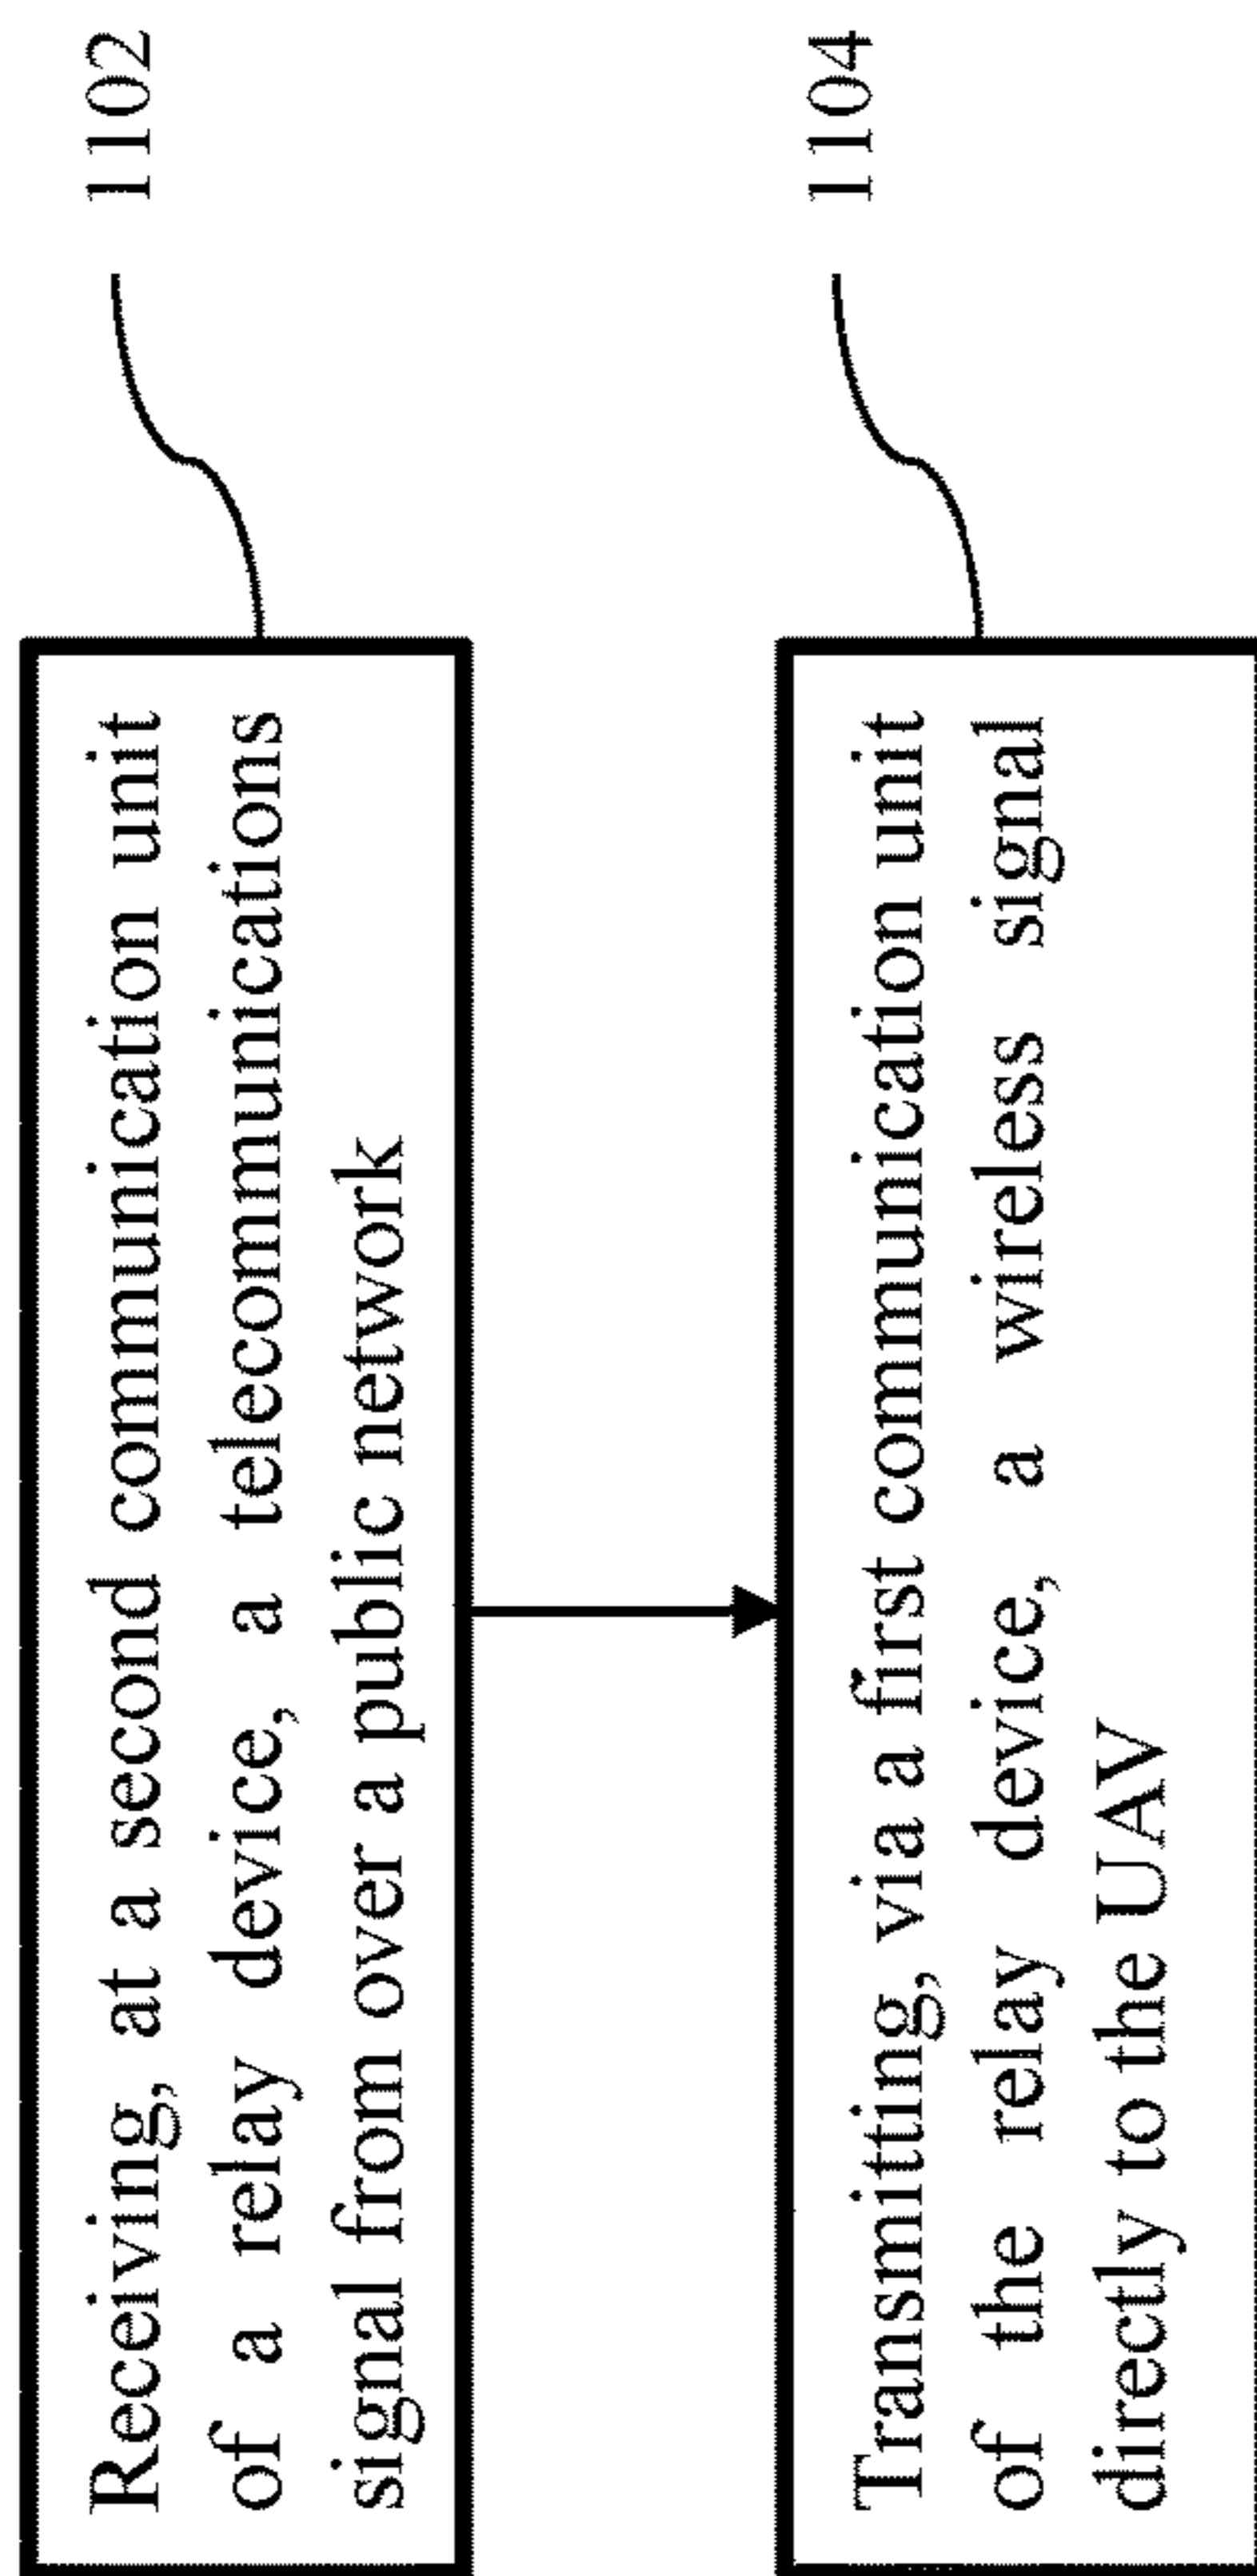 Receiving, at a second communication unit
of a relay device, a telecommunications
signal from over a public network
1102
Transmitting, via a first communication unit
of the relay device, a wireless signal
directly to the UAV
1104